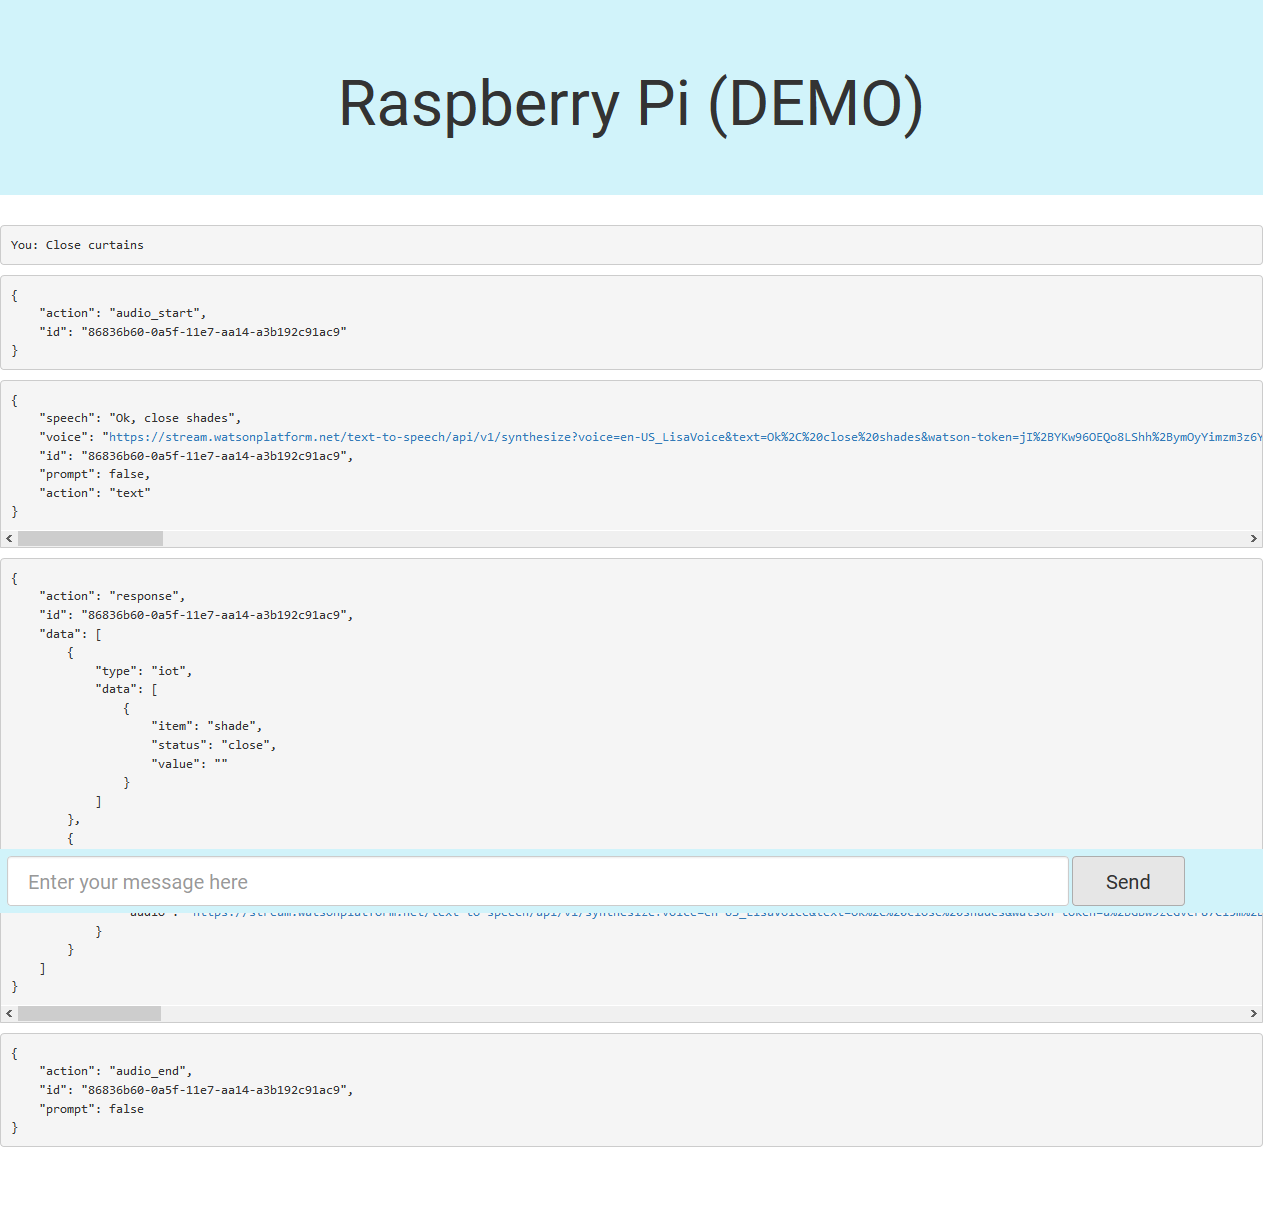 Raspberry Pi (DEMO)
You: Close curtains
{
"action": "audio_start",
"id": "86836b60-0a5f-11e7-aa14-a3b192c91ac9"
}
{
"speech": "Ok, close shades",
"voice": "https://stream.watsonplatform.net/text-to-speech/api/v1/synthesize?voice=en-US_LisaVoice&text=Ok%2C%20close%20shades&watson-token=jI%2BYKw96OEQo8LShh%2BymOyYimzm3z6Y
"id": "86836b60-0a5f-11e7-aa14-a3b192c91ac9",
"prompt": false,
"action": "text"
}
{
"action": "response",
"id": "86836b60-0a5f-11e7-aa14-a3b192c91ac9",
"data": [
{
"type": "iot",
"data": [
{
"item": "shade",
"status": "close",
"value": ""
}
]
},
{
Enter your message here
Send
"audio": "https://stream.watsonplatform.net/text-to-speech/api/v1/synthesize?voice=en-US_LisaVoice&text=Ok%2C%20close%20shades&watson-token=
}
}
]
}
{
"action": "audio_end",
"id": "86836b60-0a5f-11e7-aa14-a3b192c91ac9",
"prompt": false
}